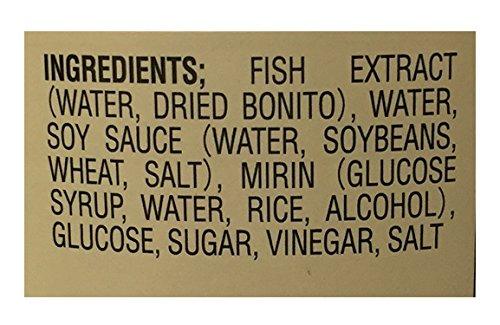 INGREDIENTS; FISH EXTRACT
(WATER, DRIED BONITO), WATER,
SOY SAUCE (WATER, SOYBEANS,
WHEAT, SALT), MIRIN (GLUCOSE
SYRUP, WATER, RICE, ALCOHOL),
GLUCOSE, SUGAR, VINEGAR, SALT